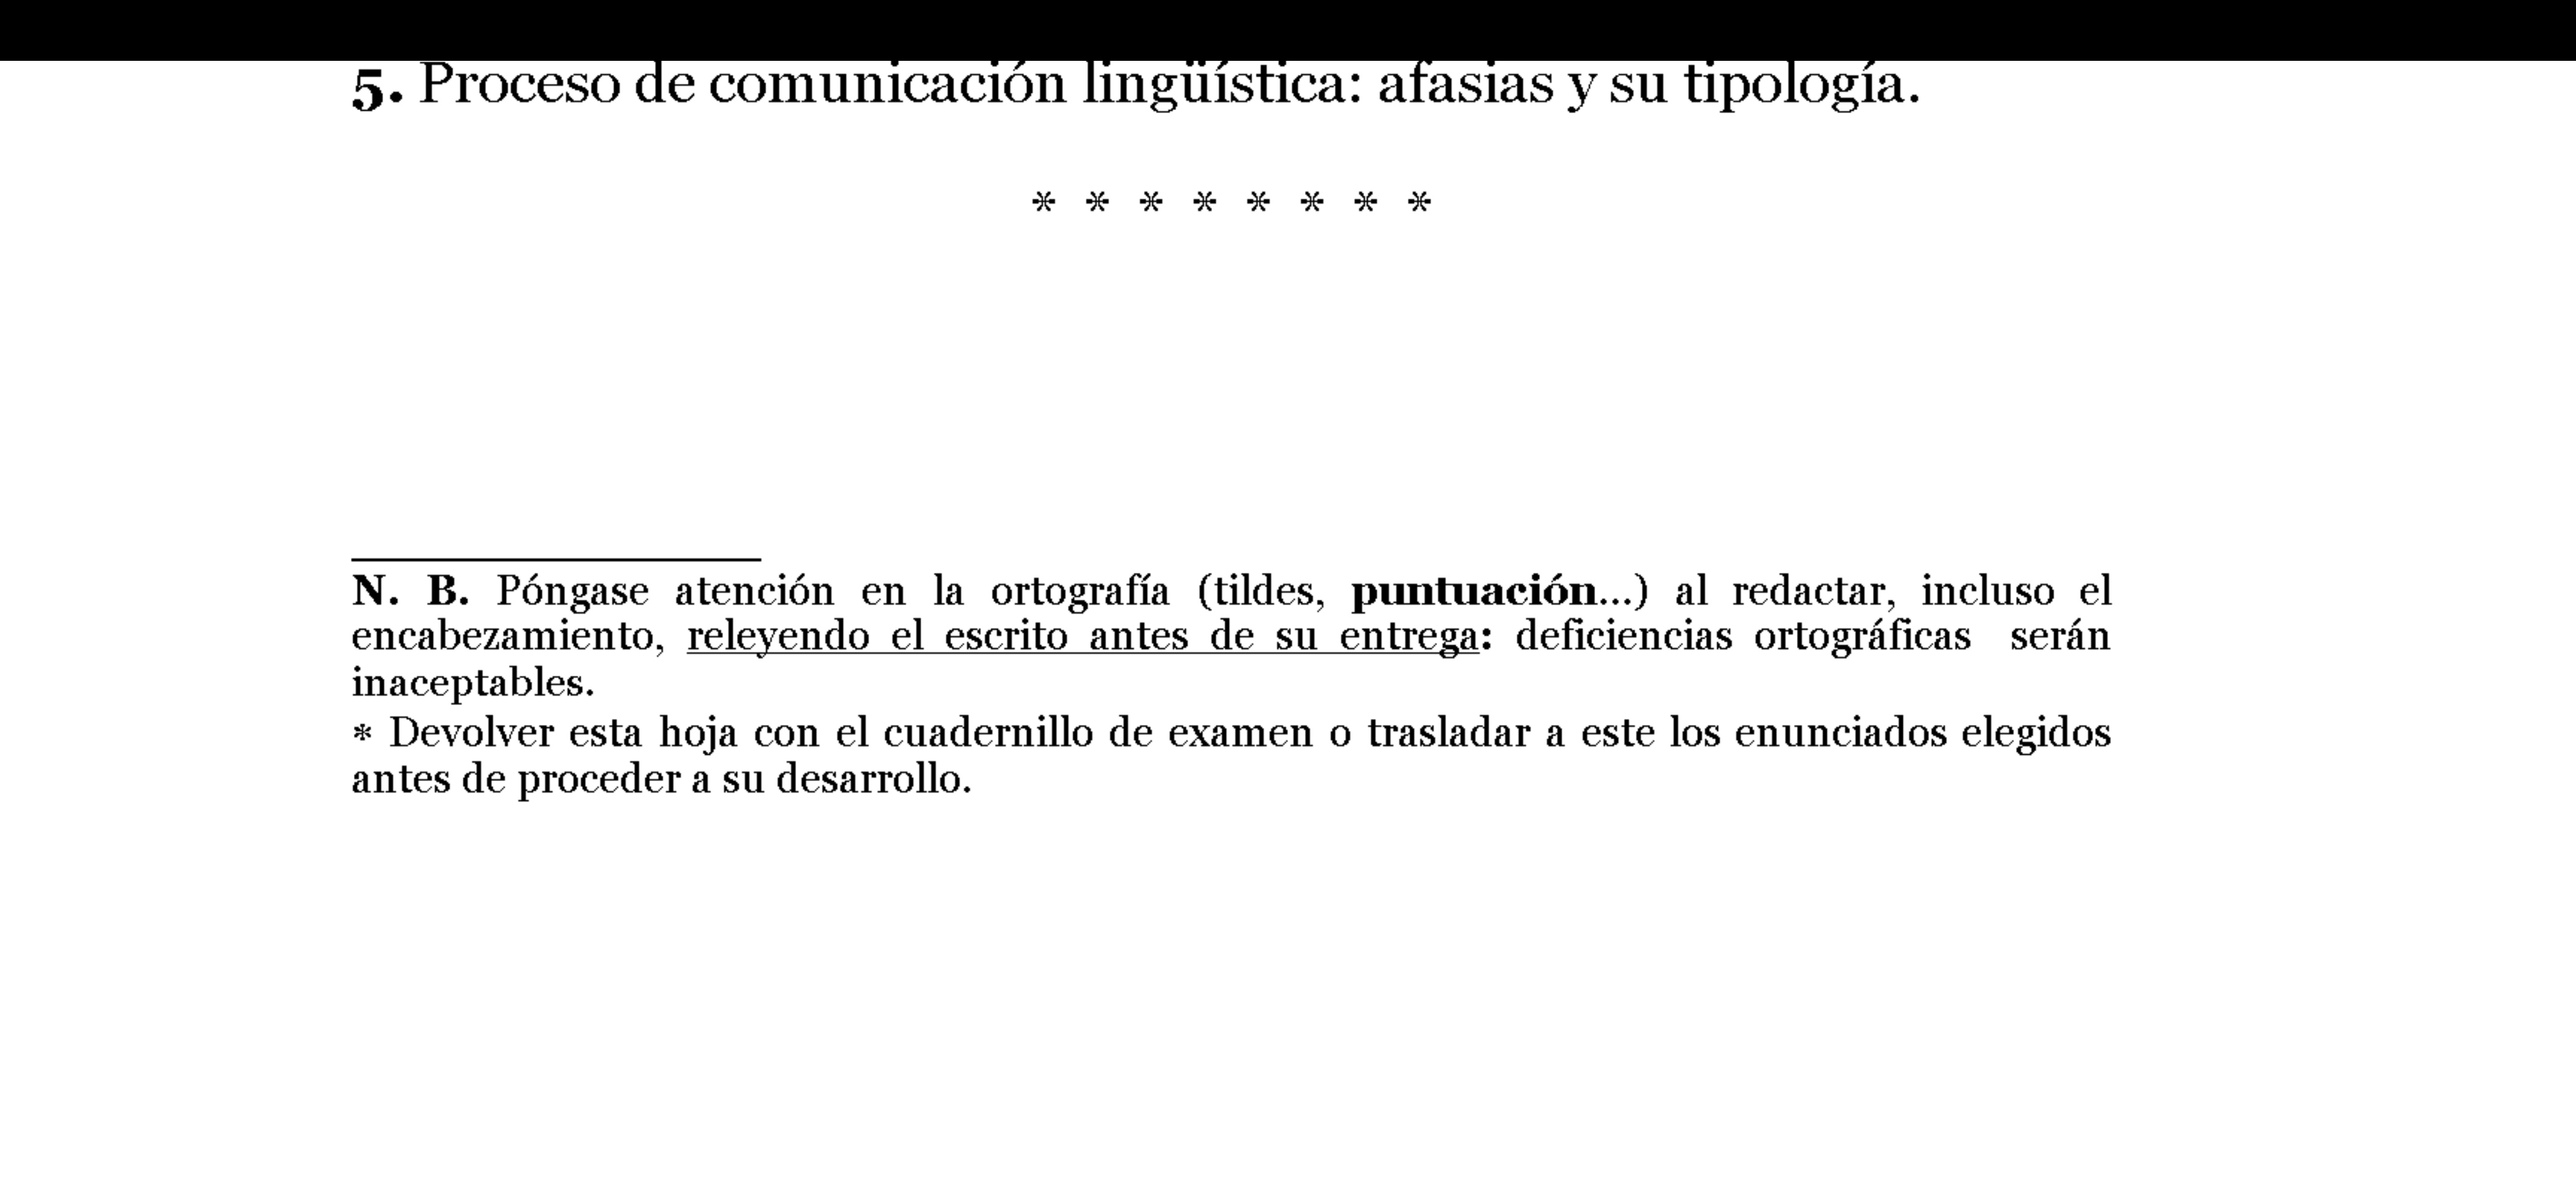 5. Proceso de comunicación lingüística: afasias y su tipología.
* * * * * * * *
N. B. Póngase atención en la ortografía (tildes, puntuación...) al redactar, incluso el
encabezamiento, releyendo el escrito antes de su entrega: deficiencias ortográficas serán
inaceptables.
* Devolver esta hoja con el cuadernillo de examen o trasladar a este los enunciados elegidos
antes de proceder a su desarrollo.